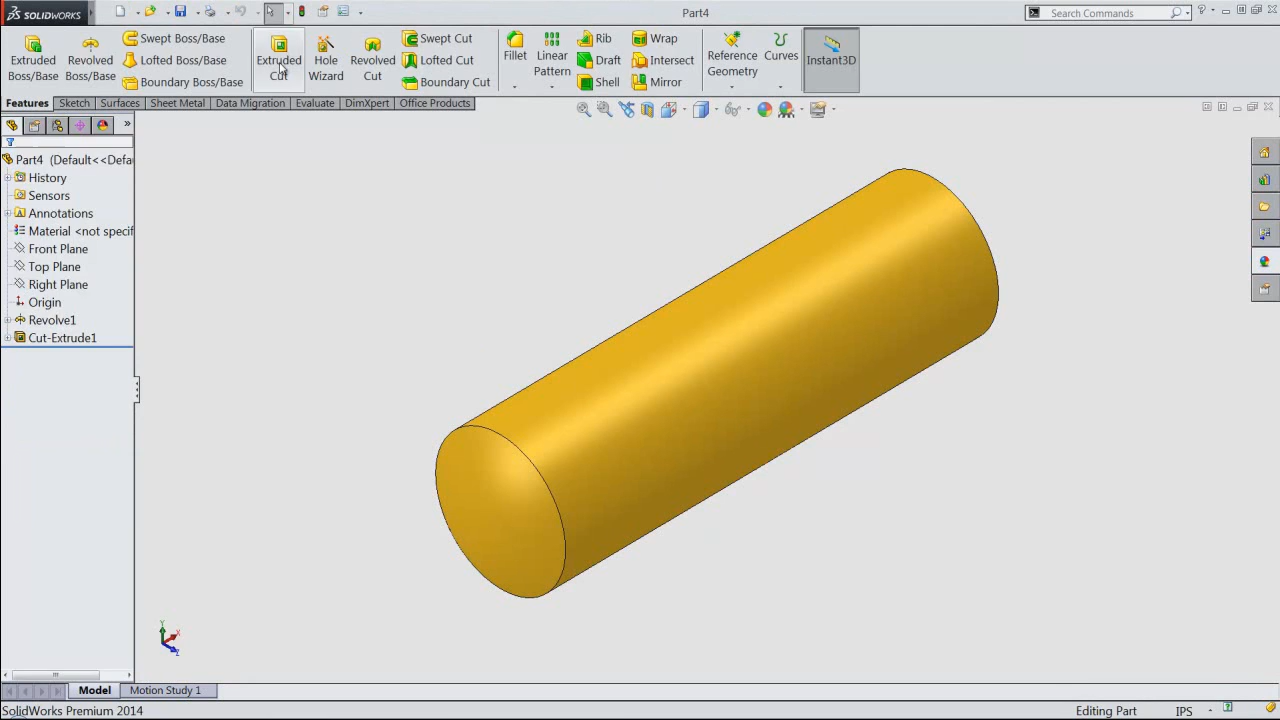 SOLIDWORKS
Part4
Search Commands
Extruded Boss/Base
Revolved Boss/Base
Swept Boss/Base
Lofted Boss/Base
Boundary Boss/Base
Extruded Cut
Hole Wizard
Revolved Cut
Swept Cut
Lofted Cut
Boundary Cut
Fillet
Linear Pattern
Rib
Draft
Shell
Wrap
Intersect
Mirror
Reference Geometry
Curves
Instant3D
Features Sketch Surfaces Sheet Metal Data Migration Evaluate DimXpert Office Products
Part4 (Default<<Defa
History
Sensors
Annotations
Material <not specif
Front Plane
Top Plane
Right Plane
Origin
Revolve1
Cut-Extrude1
Y
X
Z
Model Motion Study 1
SolidWorks Premium 2014 Editing Part IPS